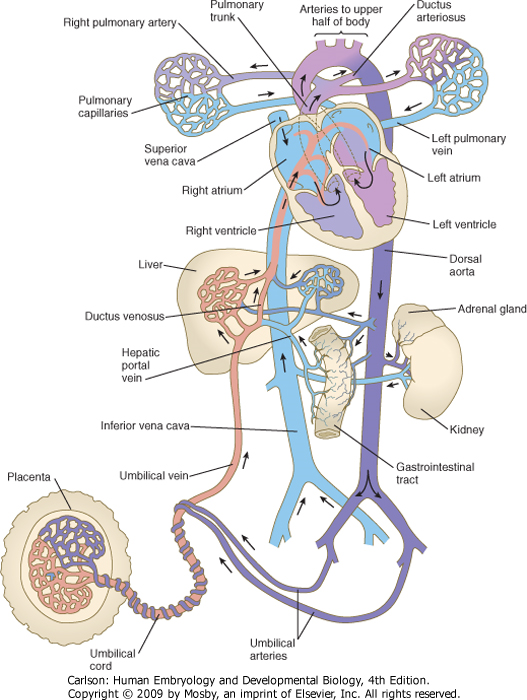 Pulmonary
trunk
Arteries to upper
half of body
Ductus
arteriosus
Right pulmonary artery
Pulmonary
capillaries
Superior
vena cava
Left pulmonary
vein
Right atrium
Left atrium
Right ventricle
Left ventricle
Liver
Dorsal
aorta
Adrenal gland
Ductus venosus
Hepatic
portal
vein
Inferior vena cava
Kidney
Gastrointestinal
tract
Umbilical vein
Placenta
Umbilical
cord
Umbilical
arteries
Carlson: Human Embryology and Developmental Biology, 4th Edition.
Copyright © 2009 by Mosby, an imprint of Elsevier, Inc. All rights reserved.